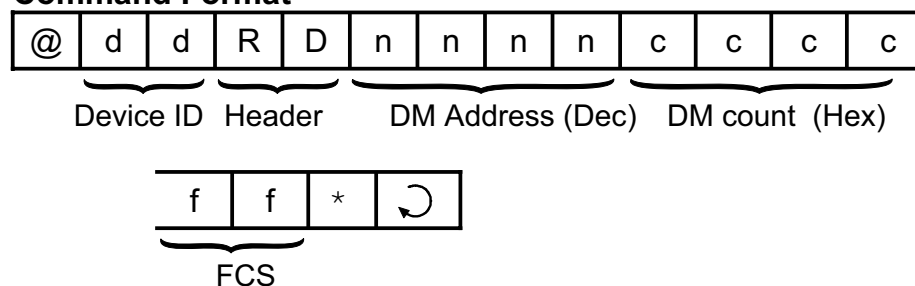 Command Format
@ d d R D n n n n c c c c
Device ID Header DM Address (Dec) DM count (Hex)
f f *
FCS